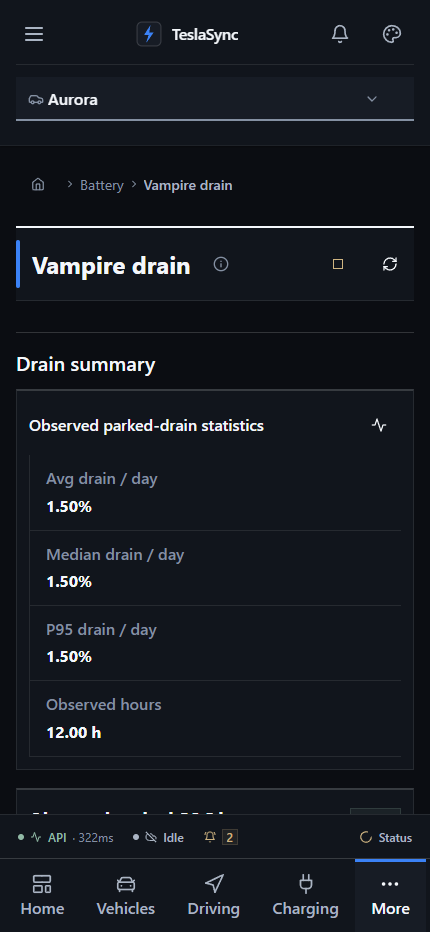 TeslaSync
Aurora
Battery
Vampire drain
Vampire drain
Drain summary
Observed parked-drain statistics
Avg drain / day
1.50%
Median drain / day
1.50%
P95 drain / day
1.50%
Observed hours
12.00 h
API · 322ms
Idle
2
Status
Home
Vehicles
Driving
Charging
More